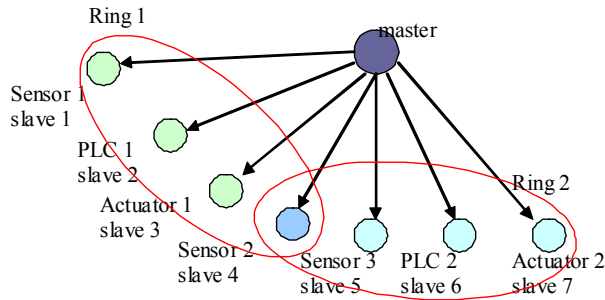 Ring 1
master
Sensor 1
slave 1
PLC 1
slave 2
Actuator 1
slave 3
Sensor 2
slave 4
Ring 2
Sensor 3
slave 5
PLC 2
slave 6
Actuator 2
slave 7